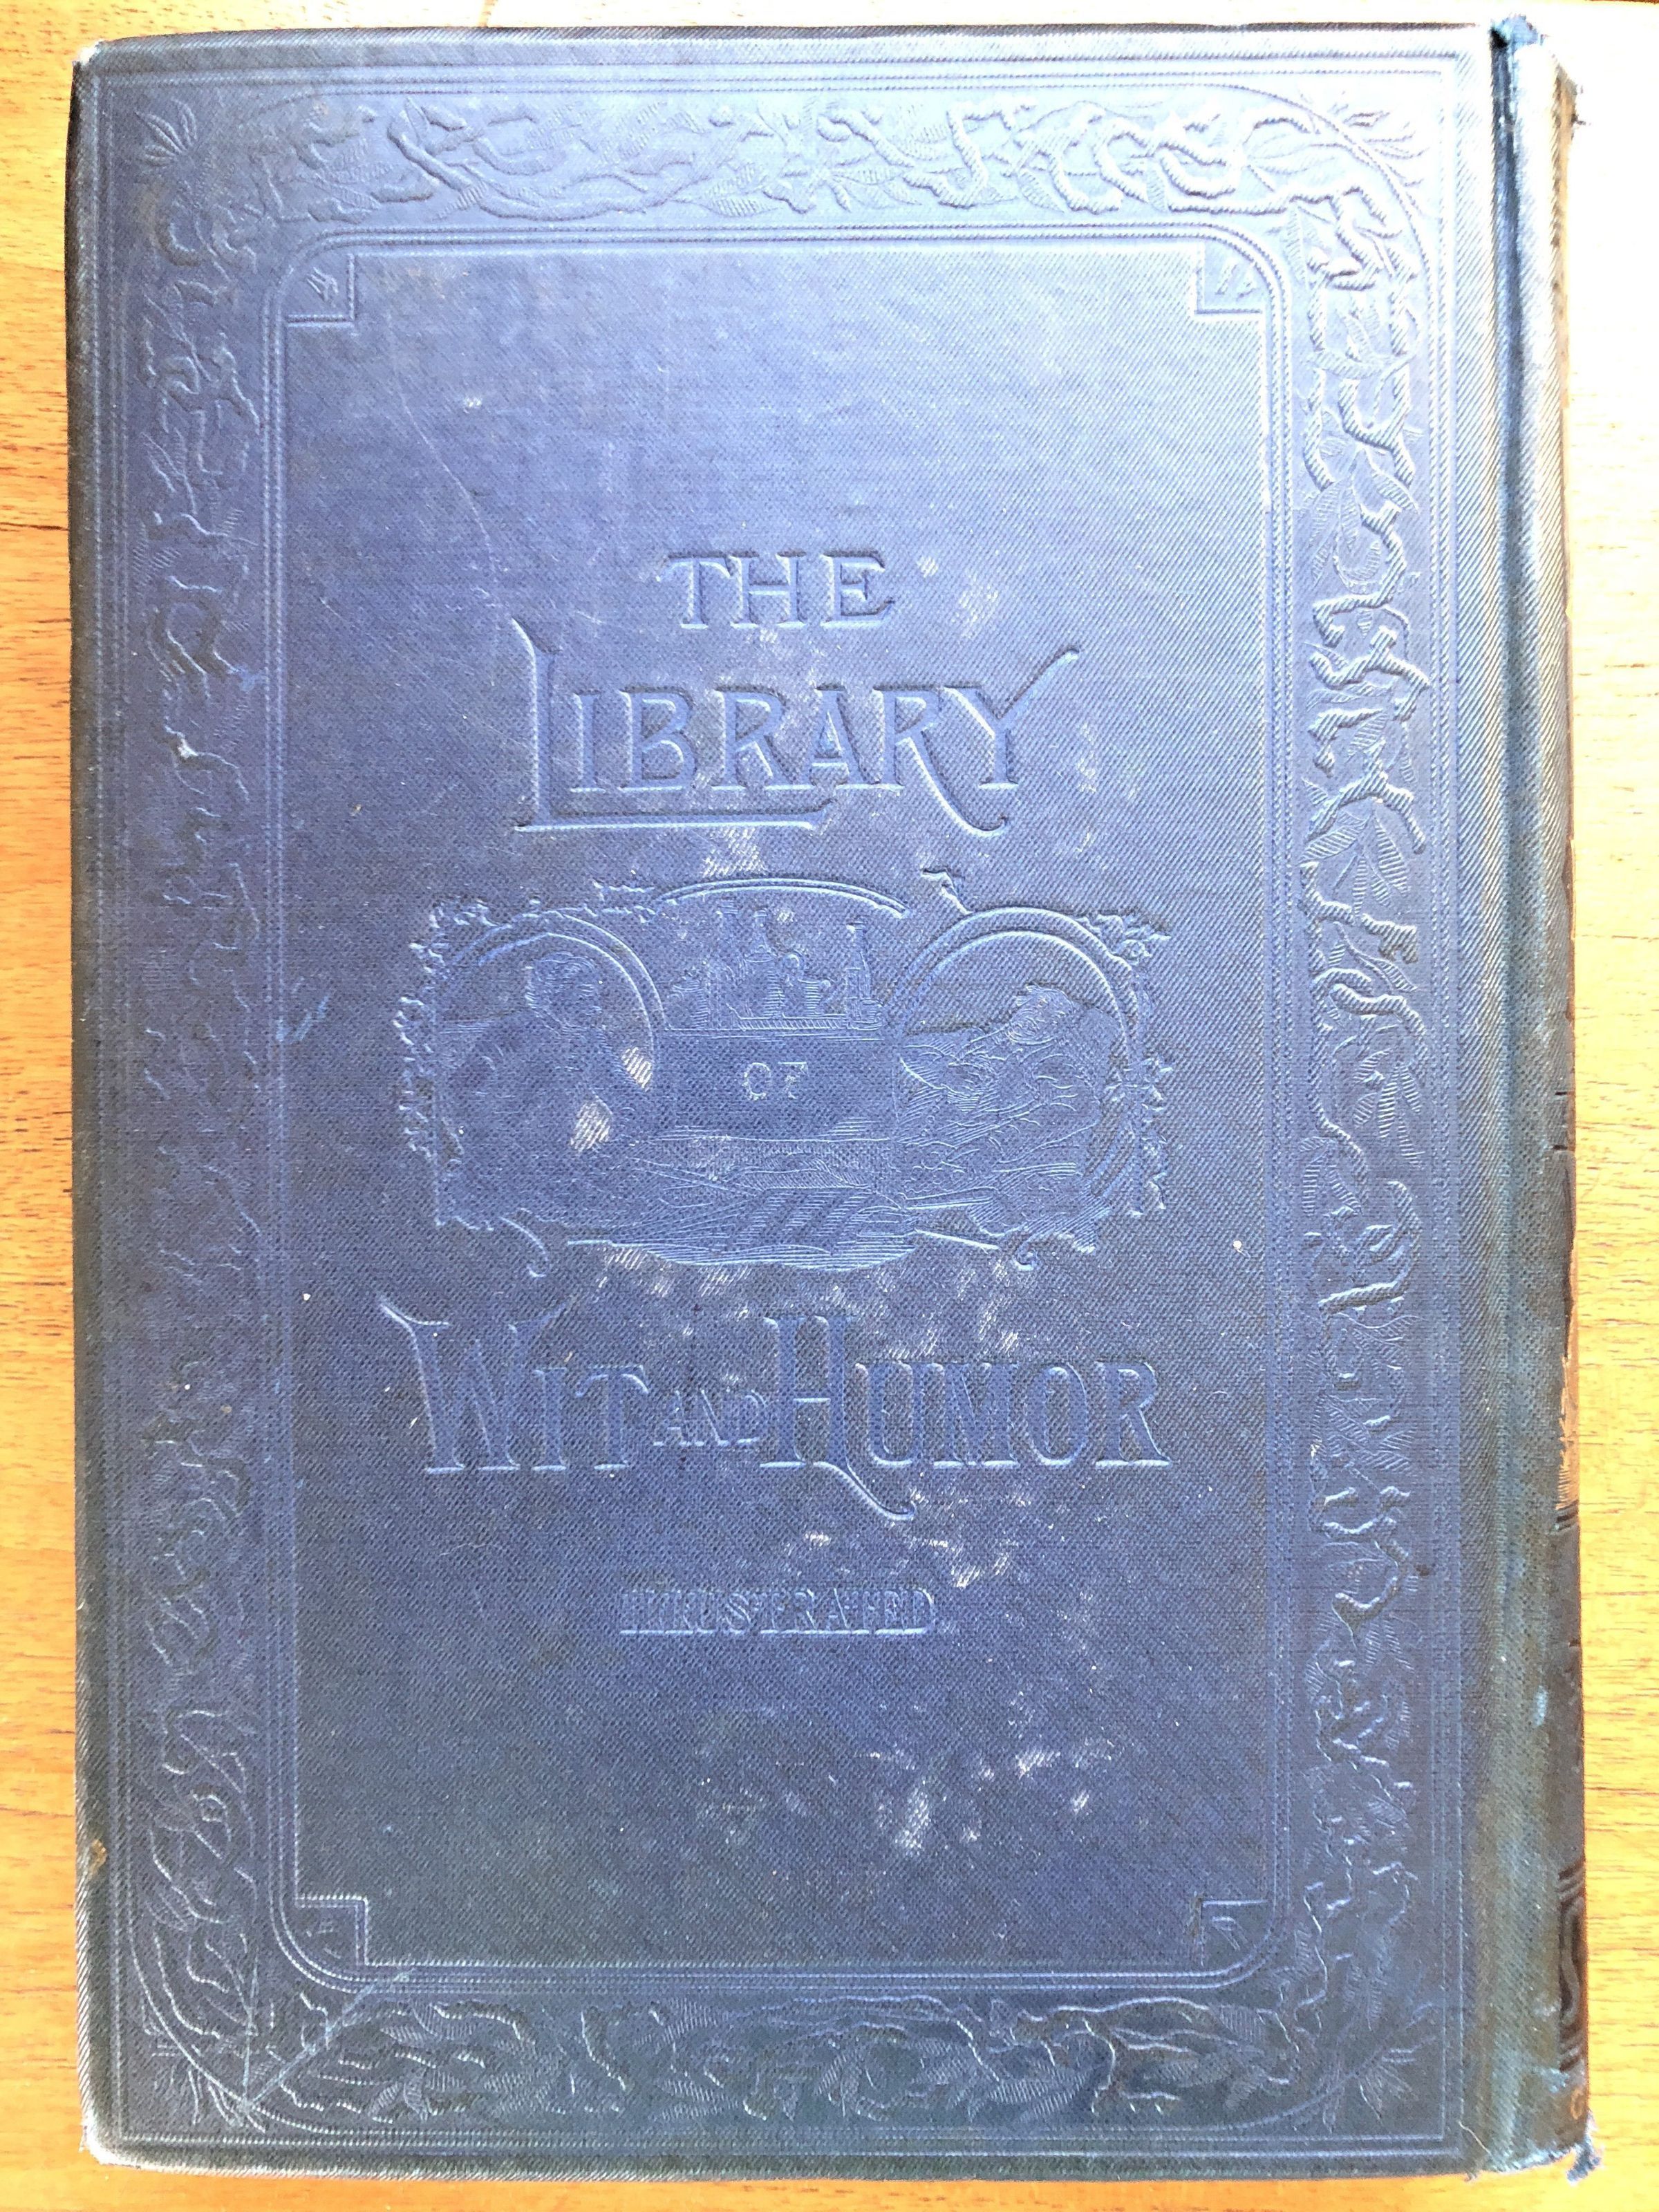 THE
LIBRARY
OF
WIT AND HUMOR
ILLUSTRATED